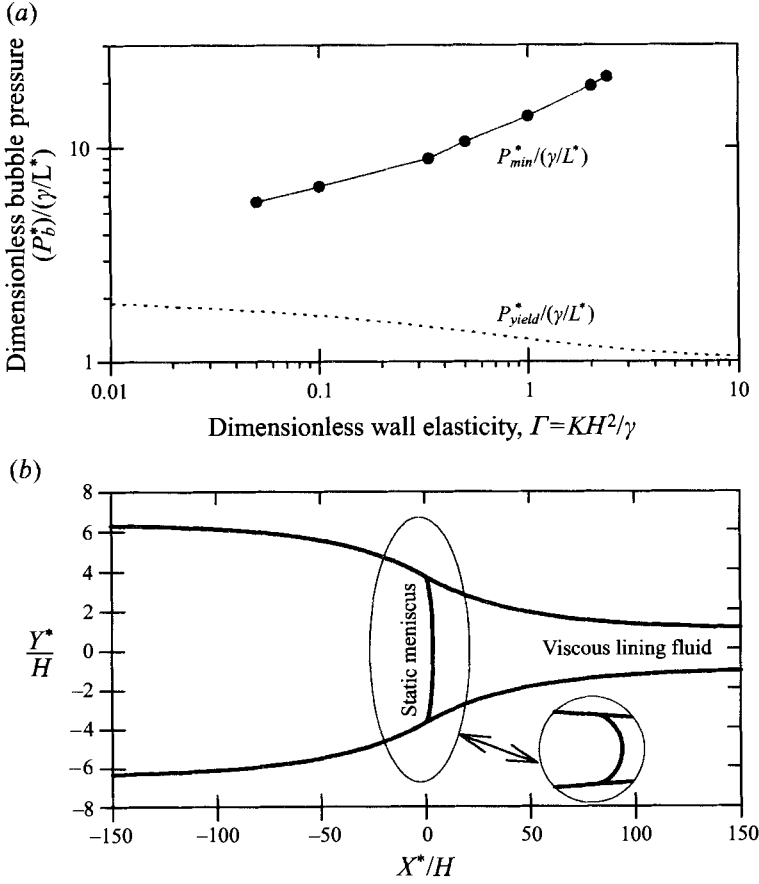 (a)
Dimensionless bubble pressure
(P*b)/(γ/L*)
10
1
P*min/(γ/L*)
P*yield/(γ/L*)
0.01 0.1 1 10
Dimensionless wall elasticity, Γ=KH²/γ
(b)
8
6
4
2
0
−2
−4
−6
−8
Y*
H
Static meniscus
Viscous lining fluid
−150 −100 −50 0 50 100 150
X*/H